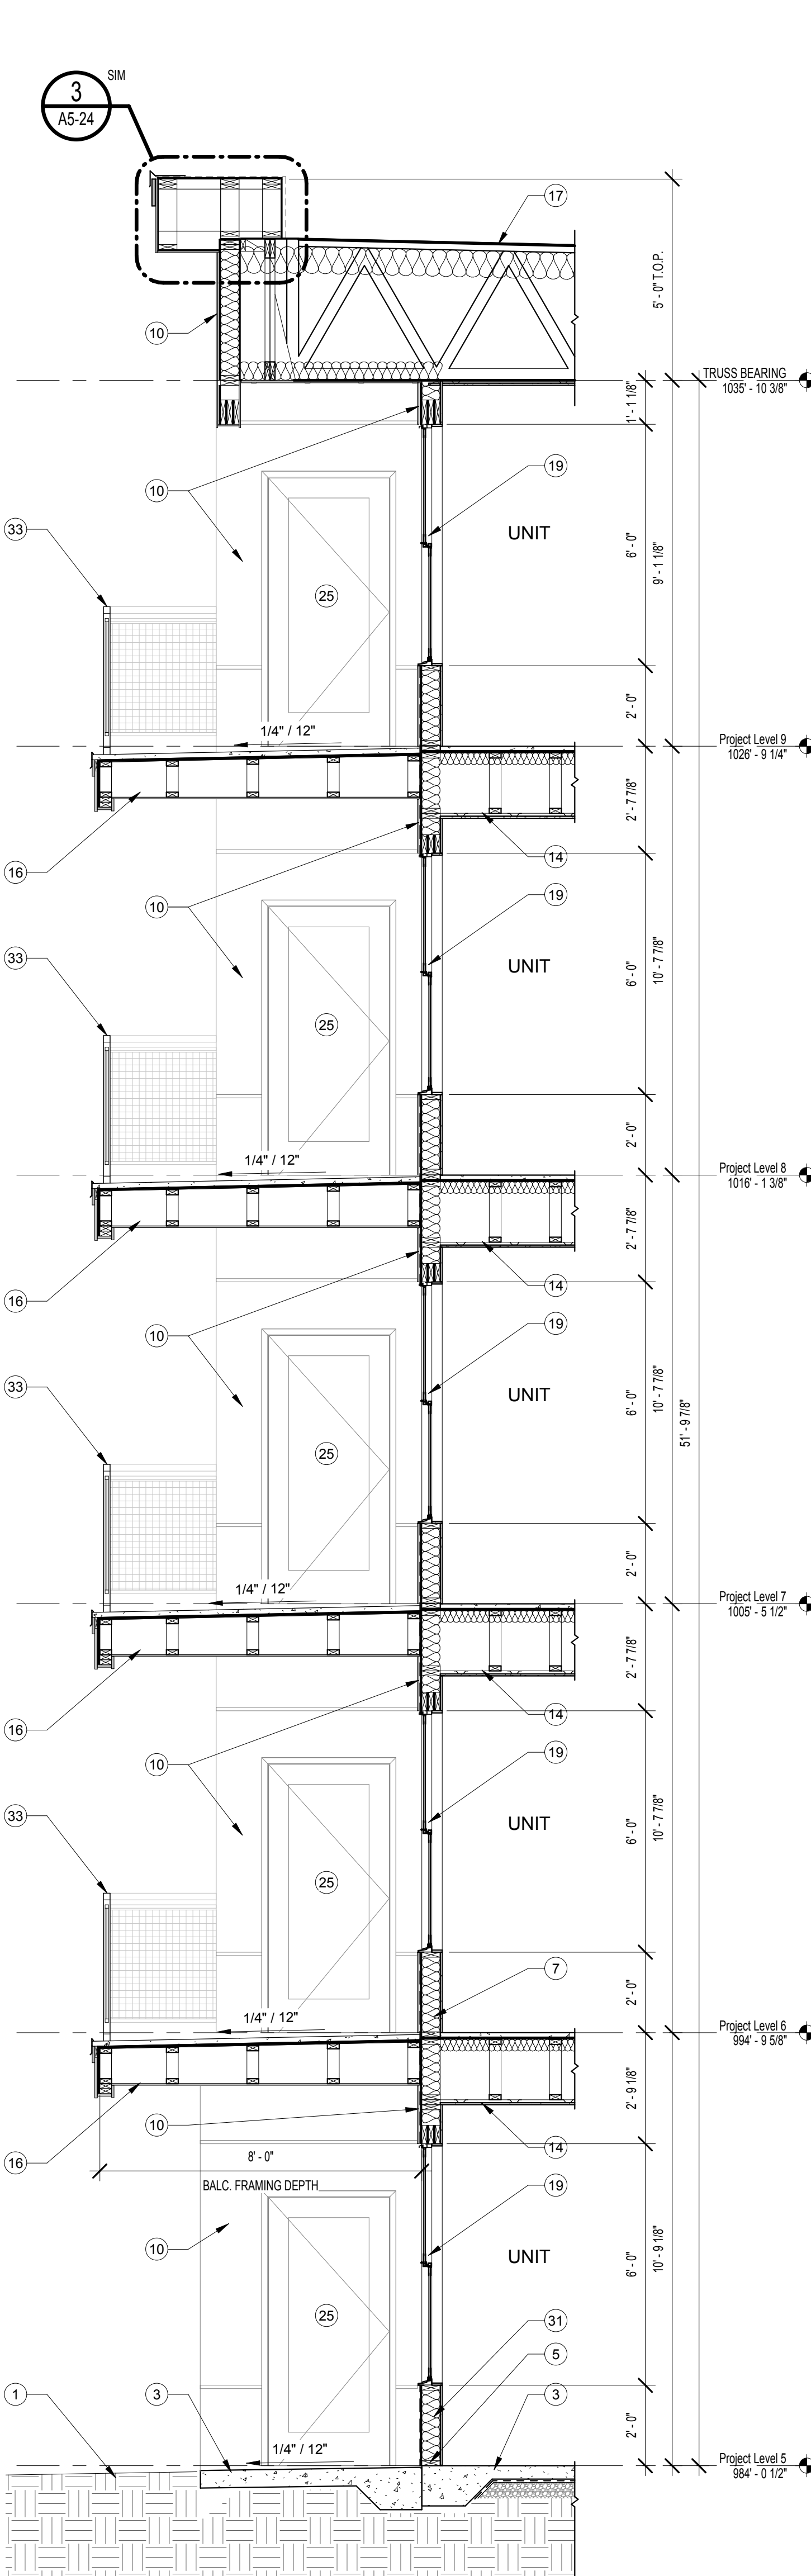 SIM
3
A5-24
17
5' - 0" T.O.P.
10
TRUSS BEARING
1035' - 10 3/8"
1' - 1 1/8"
10
19
33
UNIT
6' - 0"
9' - 1 1/8"
25
2' - 0"
1/4" / 12"
Project Level 9
1026' - 9 1/4"
16
2' - 7 7/8"
14
10
19
33
UNIT
6' - 0"
10' - 7 7/8"
25
2' - 0"
1/4" / 12"
Project Level 8
1016' - 1 3/8"
16
2' - 7 7/8"
14
10
19
33
UNIT
6' - 0"
10' - 7 7/8"
51' - 9 7/8"
25
2' - 0"
1/4" / 12"
Project Level 7
1005' - 5 1/2"
16
2' - 7 7/8"
14
10
19
33
UNIT
6' - 0"
10' - 7 7/8"
25
7
2' - 0"
1/4" / 12"
Project Level 6
994' - 9 5/8"
10
2' - 9 1/8"
16
14
8' - 0"
BALC. FRAMING DEPTH
19
10
UNIT
6' - 0"
10' - 9 1/8"
25
31
5
1
3
3
2' - 0"
1/4" / 12"
Project Level 5
984' - 0 1/2"